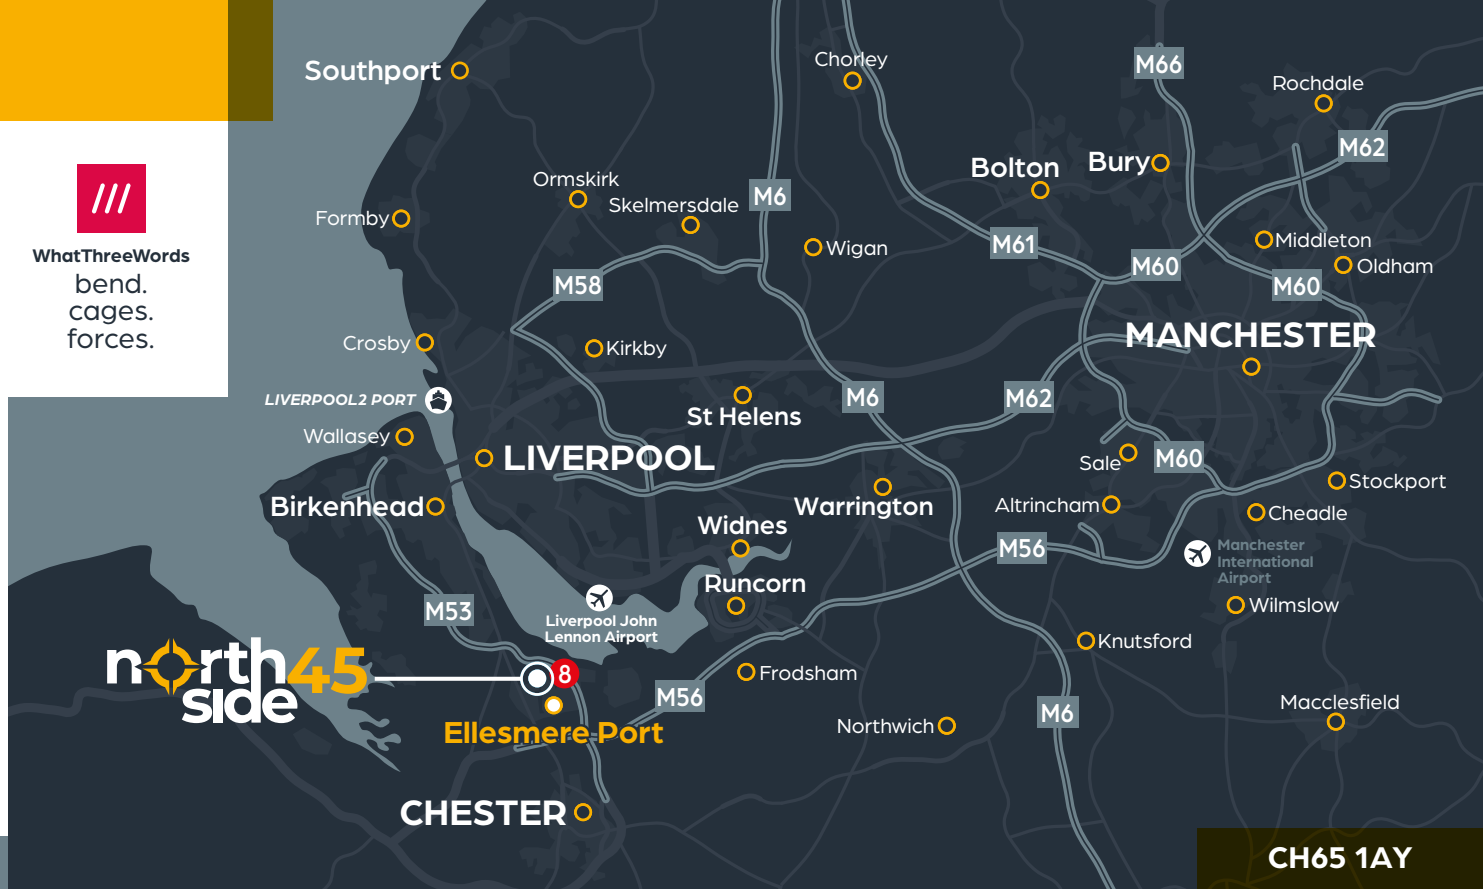 Southport
Chorley
M66
Rochdale
M62
Bolton
Bury
Ormskirk
Skelmersdale
M6
Formby
WhatThreeWords
bend.
cages.
forces.
Wigan
M61
M60
Middleton
Oldham
M60
M58
MANCHESTER
Crosby
Kirkby
LIVERPOOL2 PORT
St Helens
M6
M62
Wallasey
LIVERPOOL
Sale
M60
Stockport
Birkenhead
Warrington
Altrincham
Cheadle
Widnes
M56
Manchester
International
Airport
Runcorn
M53
Liverpool John
Lennon Airport
Wilmslow
Knutsford
north45
side
8
Frodsham
M56
Ellesmere Port
Northwich
M6
Macclesfield
CHESTER
CH65 1AY